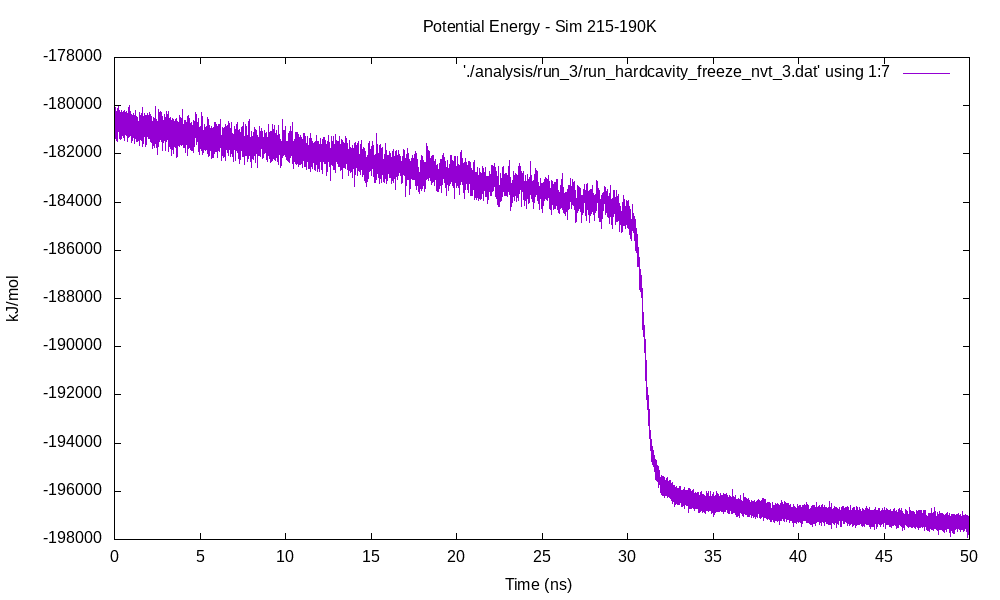 Potential Energy - Sim 215-190K
'./analysis/run_3/run_hardcavity_freeze_nvt_3.dat' using 1:7
-178000
-180000
-182000
-184000
-186000
-188000
-190000
-192000
-194000
-196000
-198000
kJ/mol
0 5 10 15 20 25 30 35 40 45 50
Time (ns)